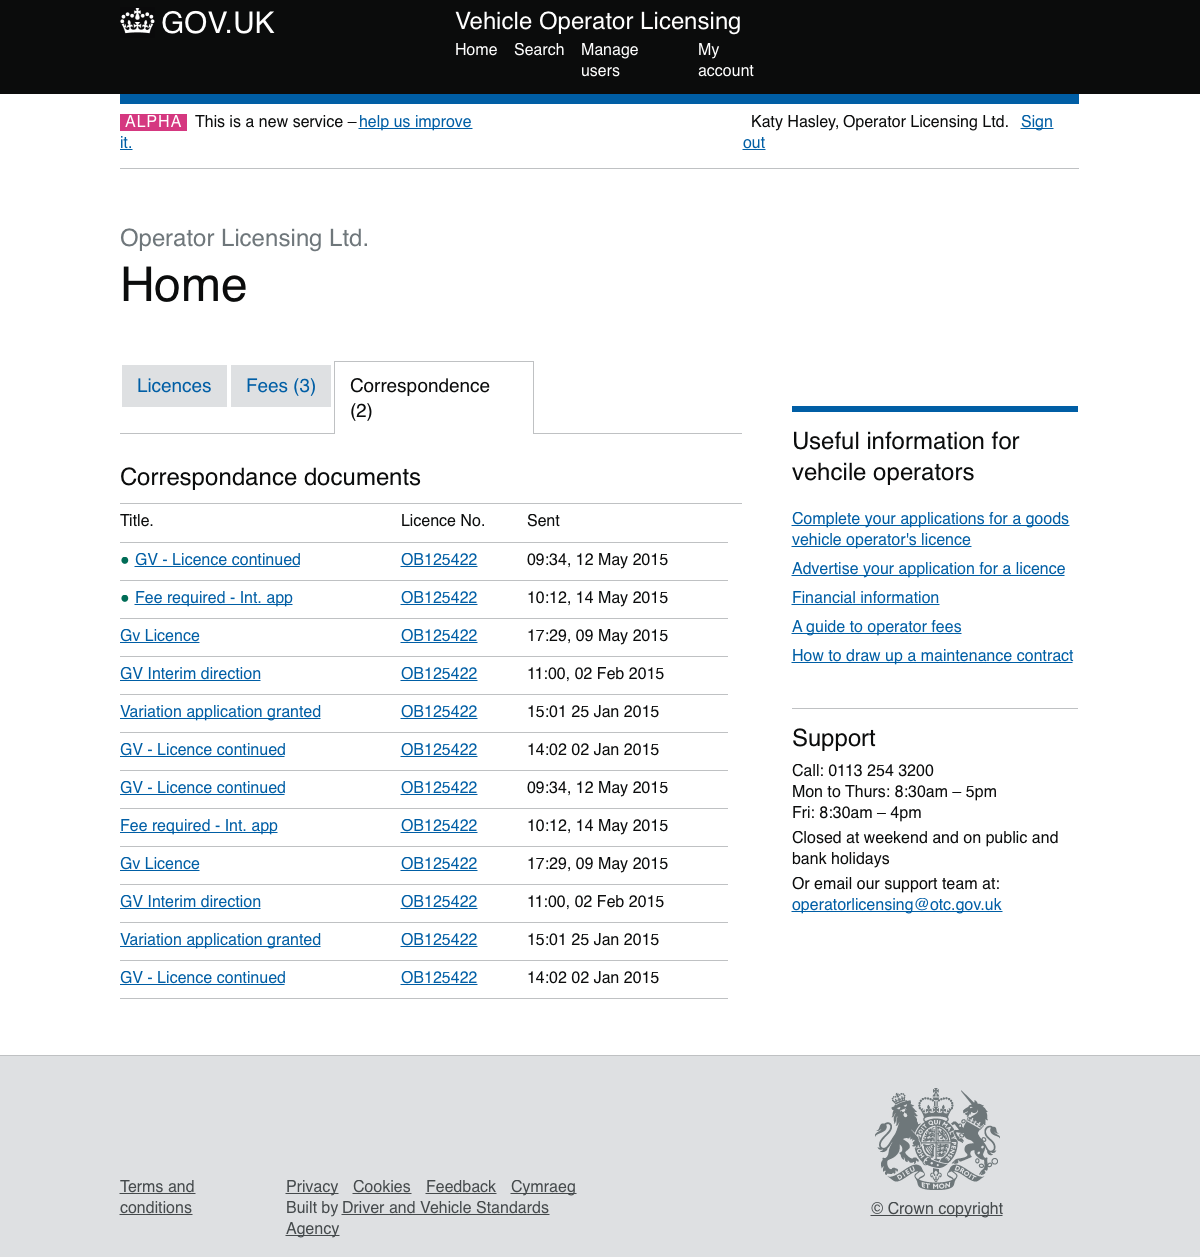 GOV.UK
Vehicle Operator Licensing
Home Search Manage users My account
ALPHA This is a new service – help us improve it.
Katy Hasley, Operator Licensing Ltd. Sign out
Operator Licensing Ltd.
Home
Licences Fees (3) Correspondence (2)
Correspondance documents
Title. Licence No. Sent
• GV - Licence continued OB125422 09:34, 12 May 2015
• Fee required - Int. app OB125422 10:12, 14 May 2015
Gv Licence OB125422 17:29, 09 May 2015
GV Interim direction OB125422 11:00, 02 Feb 2015
Variation application granted OB125422 15:01 25 Jan 2015
GV - Licence continued OB125422 14:02 02 Jan 2015
GV - Licence continued OB125422 09:34, 12 May 2015
Fee required - Int. app OB125422 10:12, 14 May 2015
Gv Licence OB125422 17:29, 09 May 2015
GV Interim direction OB125422 11:00, 02 Feb 2015
Variation application granted OB125422 15:01 25 Jan 2015
GV - Licence continued OB125422 14:02 02 Jan 2015
Useful information for
vehcile operators
Complete your applications for a goods
vehicle operator's licence
Advertise your application for a licence
Financial information
A guide to operator fees
How to draw up a maintenance contract
Support
Call: 0113 254 3200
Mon to Thurs: 8:30am – 5pm
Fri: 8:30am – 4pm
Closed at weekend and on public and
bank holidays
Or email our support team at:
operatorlicensing@otc.gov.uk
Terms and
conditions
Privacy Cookies Feedback Cymraeg
Built by Driver and Vehicle Standards
Agency
DIEU ET MON DROIT
© Crown copyright